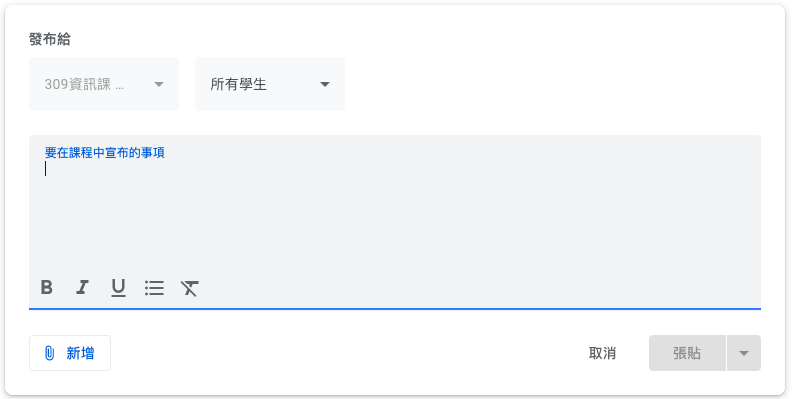 發布給
309資訊課 ...
所有學生
要在課程中宣布的事項
B I U
新增
取消
張貼